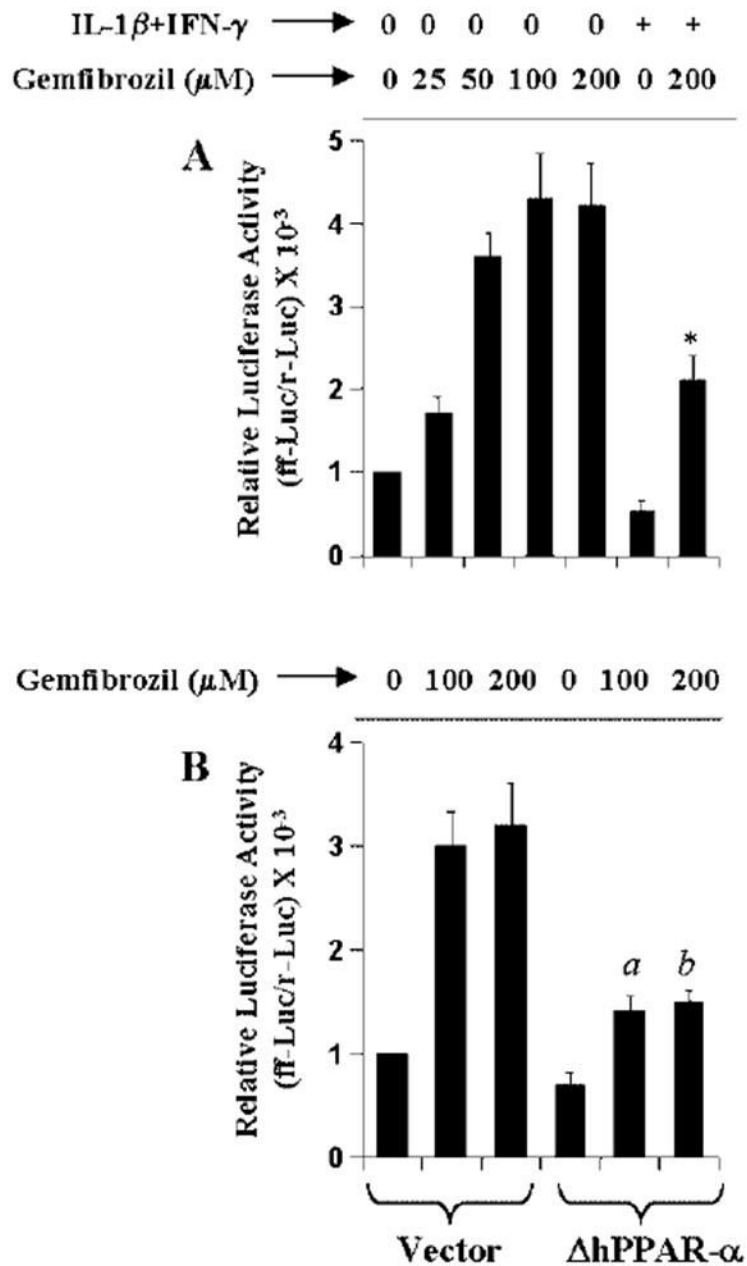 IL-1β+IFN-γ 0 0 0 0 0 + +
Gemfibrozil (μM) 0 25 50 100 200 0 200
A
Relative Luciferase Activity
(ff-Luc/r-Luc) X 10-3
5
4
3
2
1
0
*
Gemfibrozil (μM) 0 100 200 0 100 200
B
Relative Luciferase Activity
(ff-Luc/r-Luc) X 10-3
4
3
2
1
0
a b
Vector ΔhPPAR-α